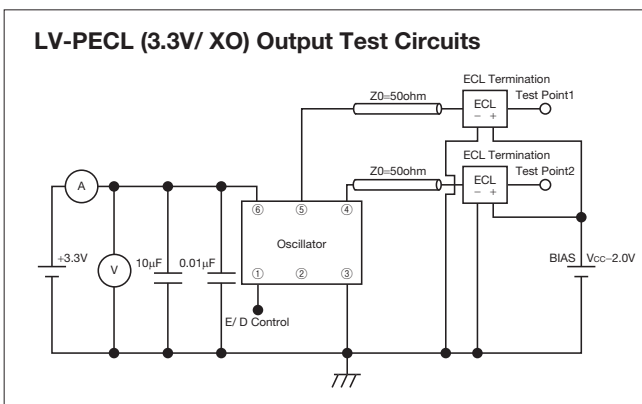 LV-PECL (3.3V/ XO) Output Test Circuits
ECL Termination
Z0=50ohm
ECL
− +
Test Point1
ECL Termination
Z0=50ohm
ECL
− +
Test Point2
A
⑥ ⑤ ④
Oscillator
① ② ③
+3.3V
V
10μF
0.01μF
BIAS
Vcc−2.0V
E/ D Control